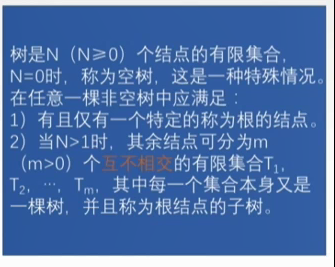 树是N（N≥0）个结点的有限集合，
N=0时，称为空树，这是一种特殊情况。
在任意一棵非空树中应满足：
1）有且仅有一个特定的称为根的结点。
2）当N>1时，其余结点可分为m
（m>0）个互不相交的有限集合T₁,
T₂, …, Tₘ，其中每一个集合本身又是
一棵树，并且称为根结点的子树。